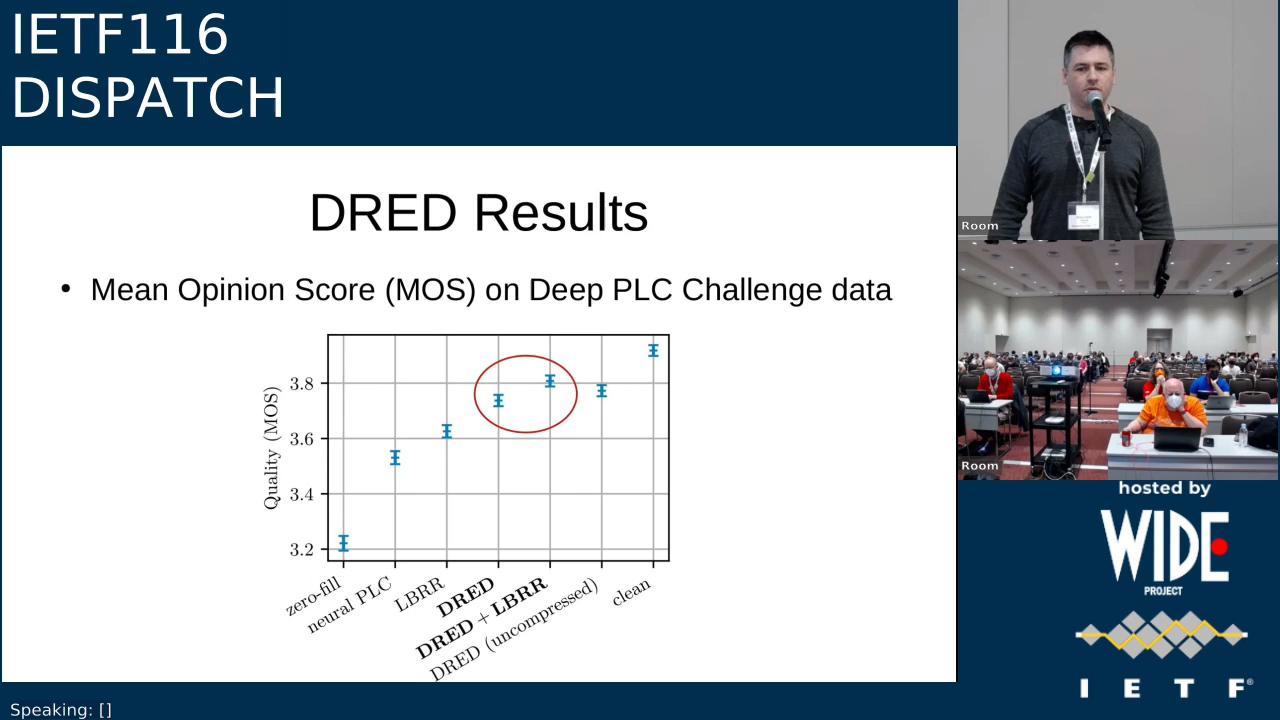 IETF116
DISPATCH
DRED Results
• Mean Opinion Score (MOS) on Deep PLC Challenge data
Quality (MOS)
3.8
3.6
3.4
3.2
zero-fill
neural PLC
LBRR
DRED
DRED + LBRR
DRED (uncompressed)
clean
Room
Room
hosted by
WIDE
PROJECT
I E T F®
Speaking: []